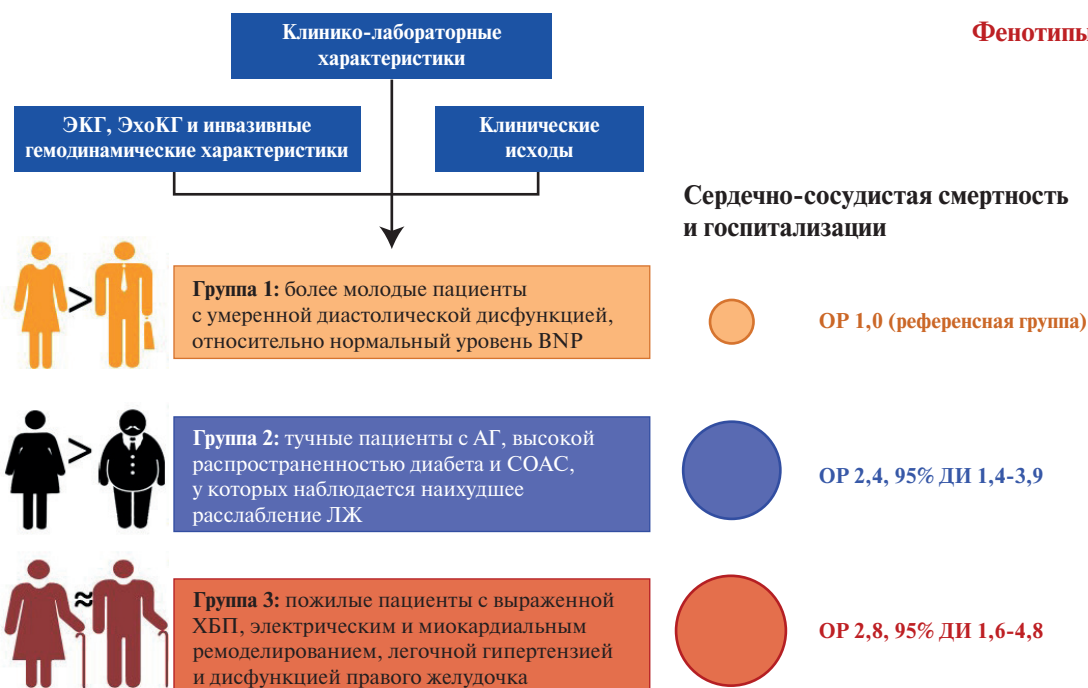 Клинико-лабораторные
характеристики
Фенотипы
ЭКГ, ЭхоКГ и инвазивные
гемодинамические характеристики
Клинические
исходы
Сердечно-сосудистая смертность
и госпитализации
>
Группа 1: более молодые пациенты
с умеренной диастолической дисфункцией,
относительно нормальный уровень BNP
ОР 1,0 (референсная группа)
>
Группа 2: тучные пациенты с АГ, высокой
распространенностью диабета и СОАС,
у которых наблюдается наихудшее
расслабление ЛЖ
ОР 2,4, 95% ДИ 1,4-3,9
≈
Группа 3: пожилые пациенты с выраженной
ХБП, электрическим и миокардиальным
ремоделированием, легочной гипертензией
и дисфункцией правого желудочка
ОР 2,8, 95% ДИ 1,6-4,8